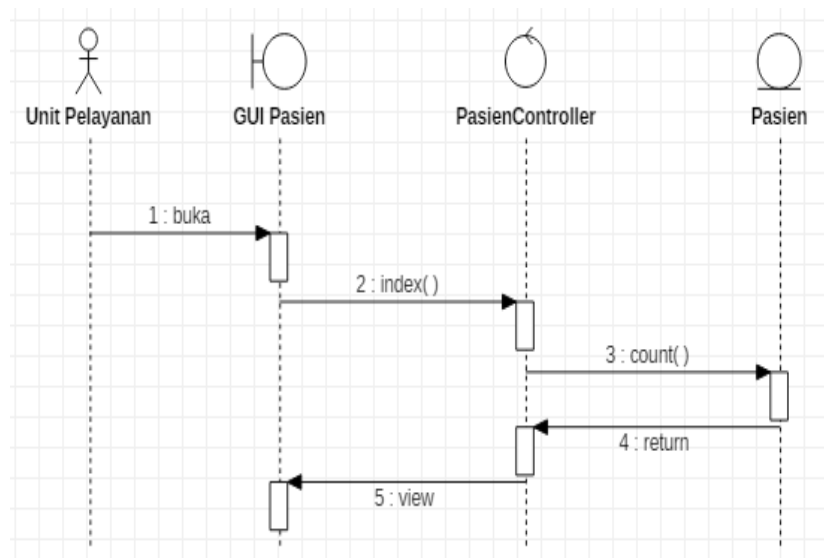 Unit Pelayanan
GUI Pasien
PasienController
Pasien
1 : buka
2 : index( )
3 : count( )
4 : return
5 : view